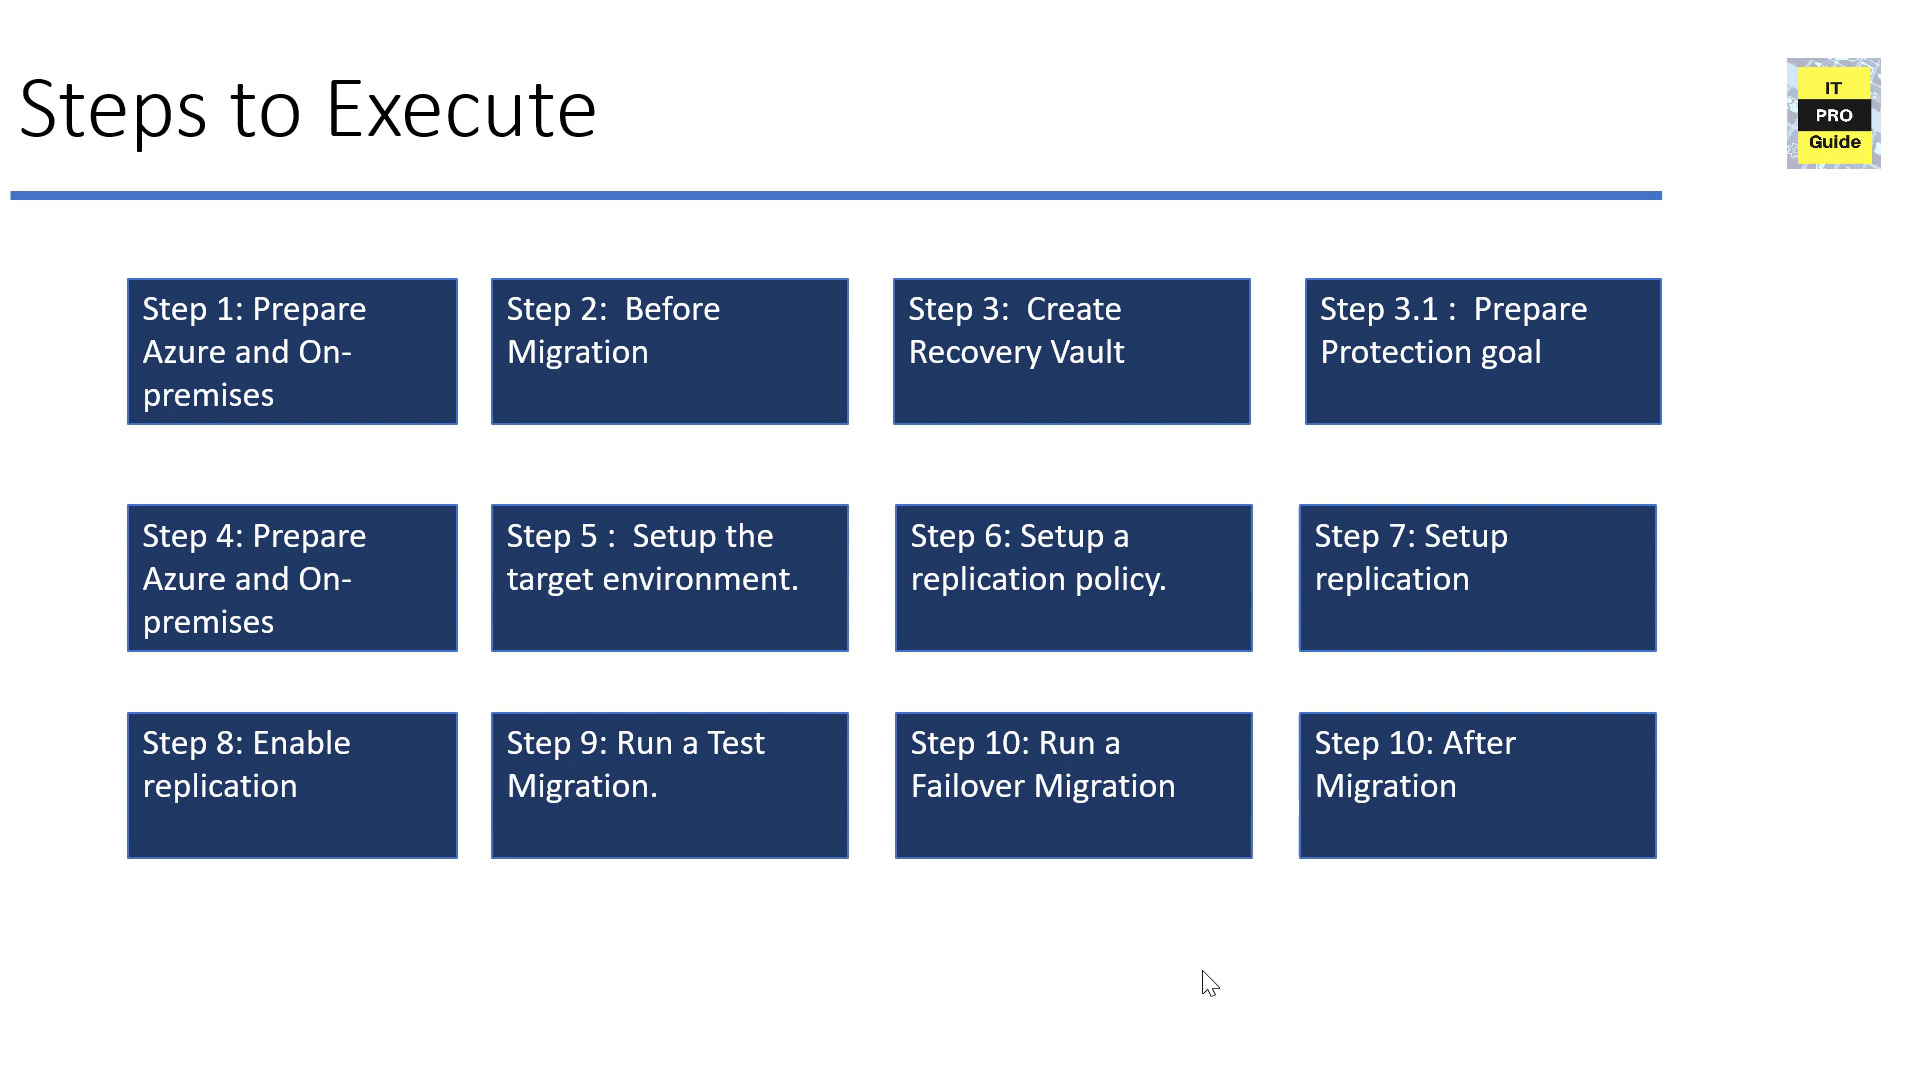 Steps to Execute
IT
PRO
Guide
Step 1: Prepare
Azure and On-
premises
Step 2:  Before
Migration
Step 3:  Create
Recovery Vault
Step 3.1 :  Prepare
Protection goal
Step 4: Prepare
Azure and On-
premises
Step 5 :  Setup the
target environment.
Step 6: Setup a
replication policy.
Step 7: Setup
replication
Step 8: Enable
replication
Step 9: Run a Test
Migration.
Step 10: Run a
Failover Migration
Step 10: After
Migration